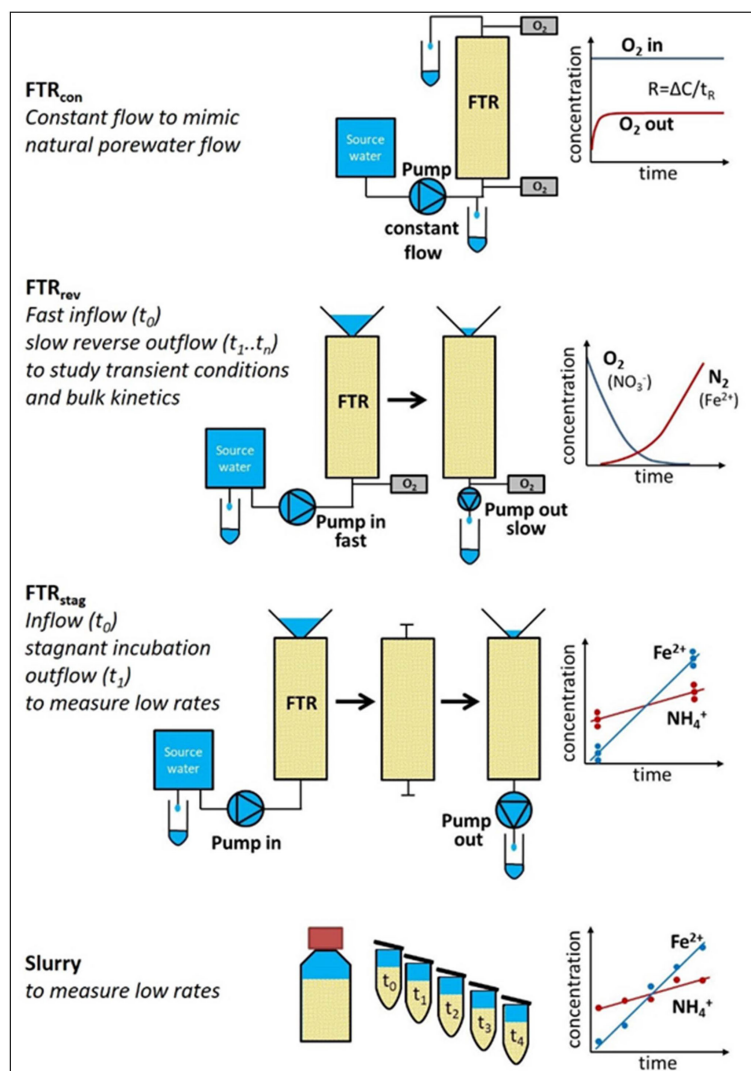 FTRcon
Constant flow to mimic
natural porewater flow
Source
water
Pump
constant
flow
FTR
O₂
O₂
concentration
O₂ in
R=ΔC/tR
O₂ out
time
FTRrev
Fast inflow (t₀)
slow reverse outflow (t₁..tₙ)
to study transient conditions
and bulk kinetics
Source
water
Pump in
fast
FTR
O₂
O₂
Pump out
slow
concentration
O₂
(NO₃⁻)
N₂
(Fe²⁺)
time
FTRstag
Inflow (t₀)
stagnant incubation
outflow (t₁)
to measure low rates
Source
water
Pump in
FTR
Pump
out
concentration
Fe²⁺
NH₄⁺
time
Slurry
to measure low rates
t₀
t₁
t₂
t₃
t₄
concentration
Fe²⁺
NH₄⁺
time